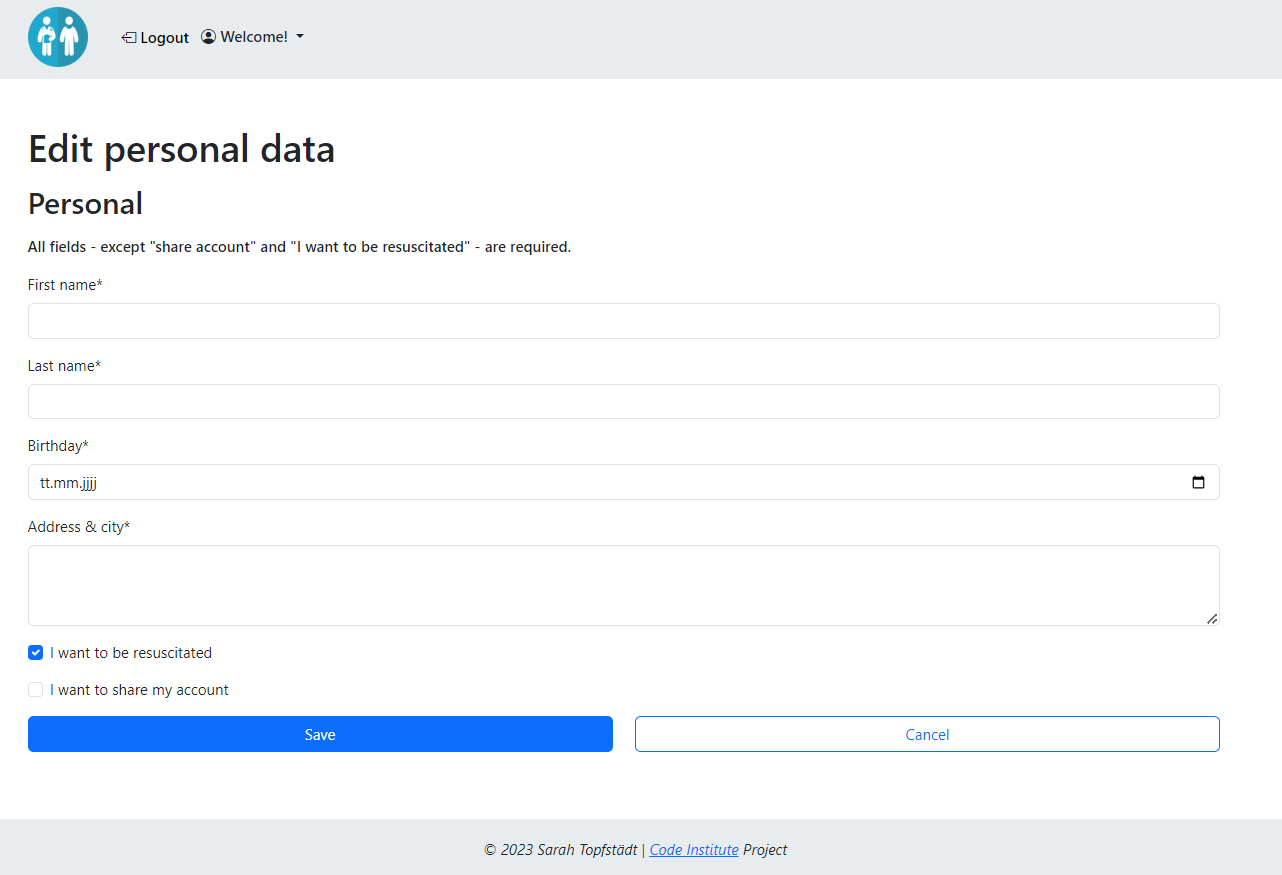 Logout Welcome!
Edit personal data
Personal
All fields - except "share account" and "I want to be resuscitated" - are required.
First name*
Last name*
Birthday*
tt.mm.jjjj
Address & city*
I want to be resuscitated
I want to share my account
Save Cancel
© 2023 Sarah Topfstädt | Code Institute Project